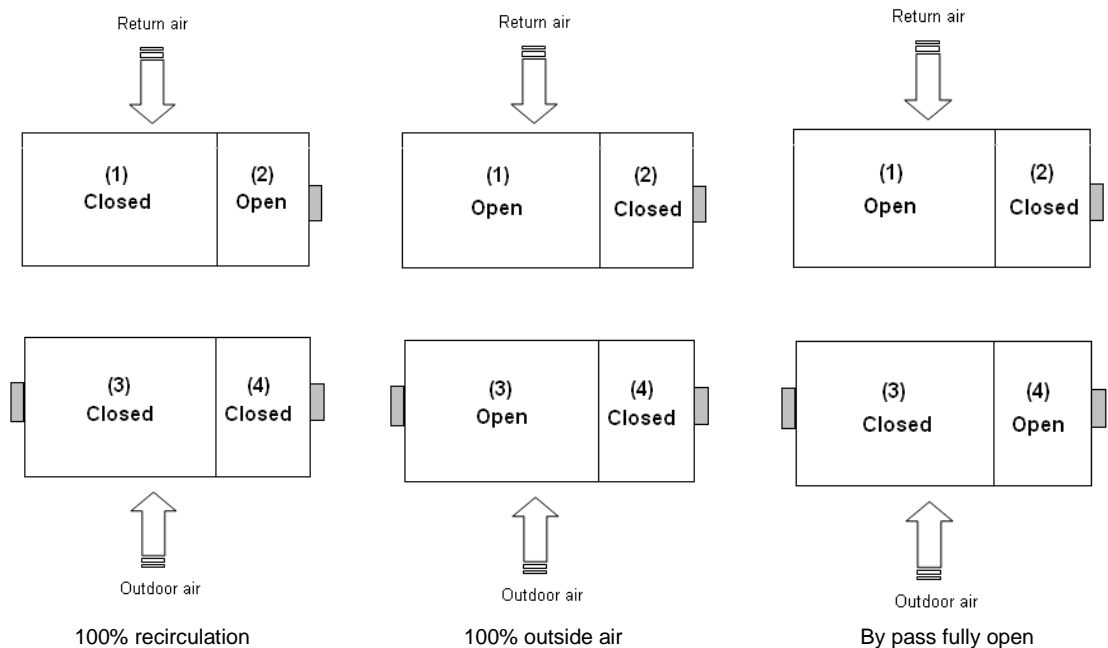 Return air
(1)
Closed
(2)
Open
(3)
Closed
(4)
Closed
Outdoor air
100% recirculation
Return air
(1)
Open
(2)
Closed
(3)
Open
(4)
Closed
Outdoor air
100% outside air
Return air
(1)
Open
(2)
Closed
(3)
Closed
(4)
Open
Outdoor air
By pass fully open